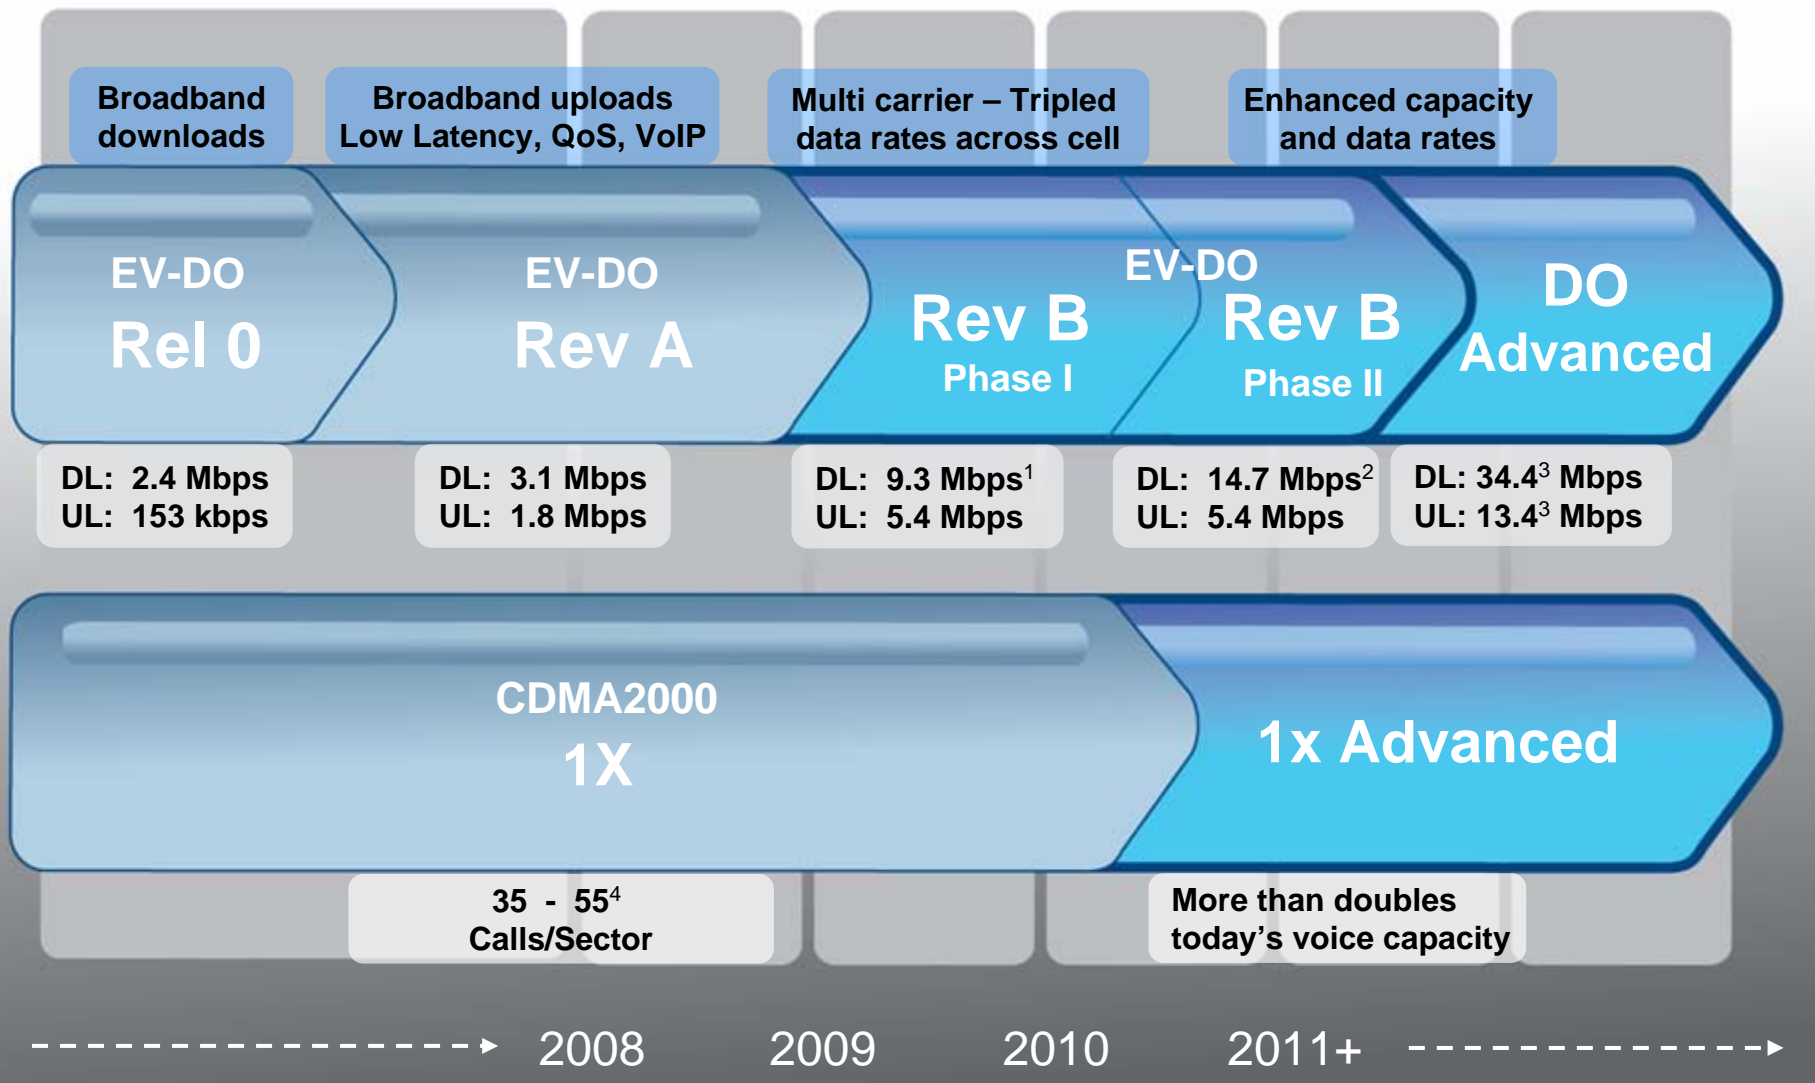 Broadband
downloads
Broadband uploads
Low Latency, QoS, VoIP
Multi carrier – Tripled
data rates across cell
Enhanced capacity
and data rates
EV-DO
Rel 0
EV-DO
Rev A
EV-DO
Rev B
Phase I
Rev B
Phase II
DO
Advanced
DL: 2.4 Mbps
UL: 153 kbps
DL: 3.1 Mbps
UL: 1.8 Mbps
DL: 9.3 Mbps¹
UL: 5.4 Mbps
DL: 14.7 Mbps²
UL: 5.4 Mbps
DL: 34.4³ Mbps
UL: 13.4³ Mbps
CDMA2000
1X
1x Advanced
35 - 55⁴
Calls/Sector
More than doubles
today’s voice capacity
2008 2009 2010 2011+